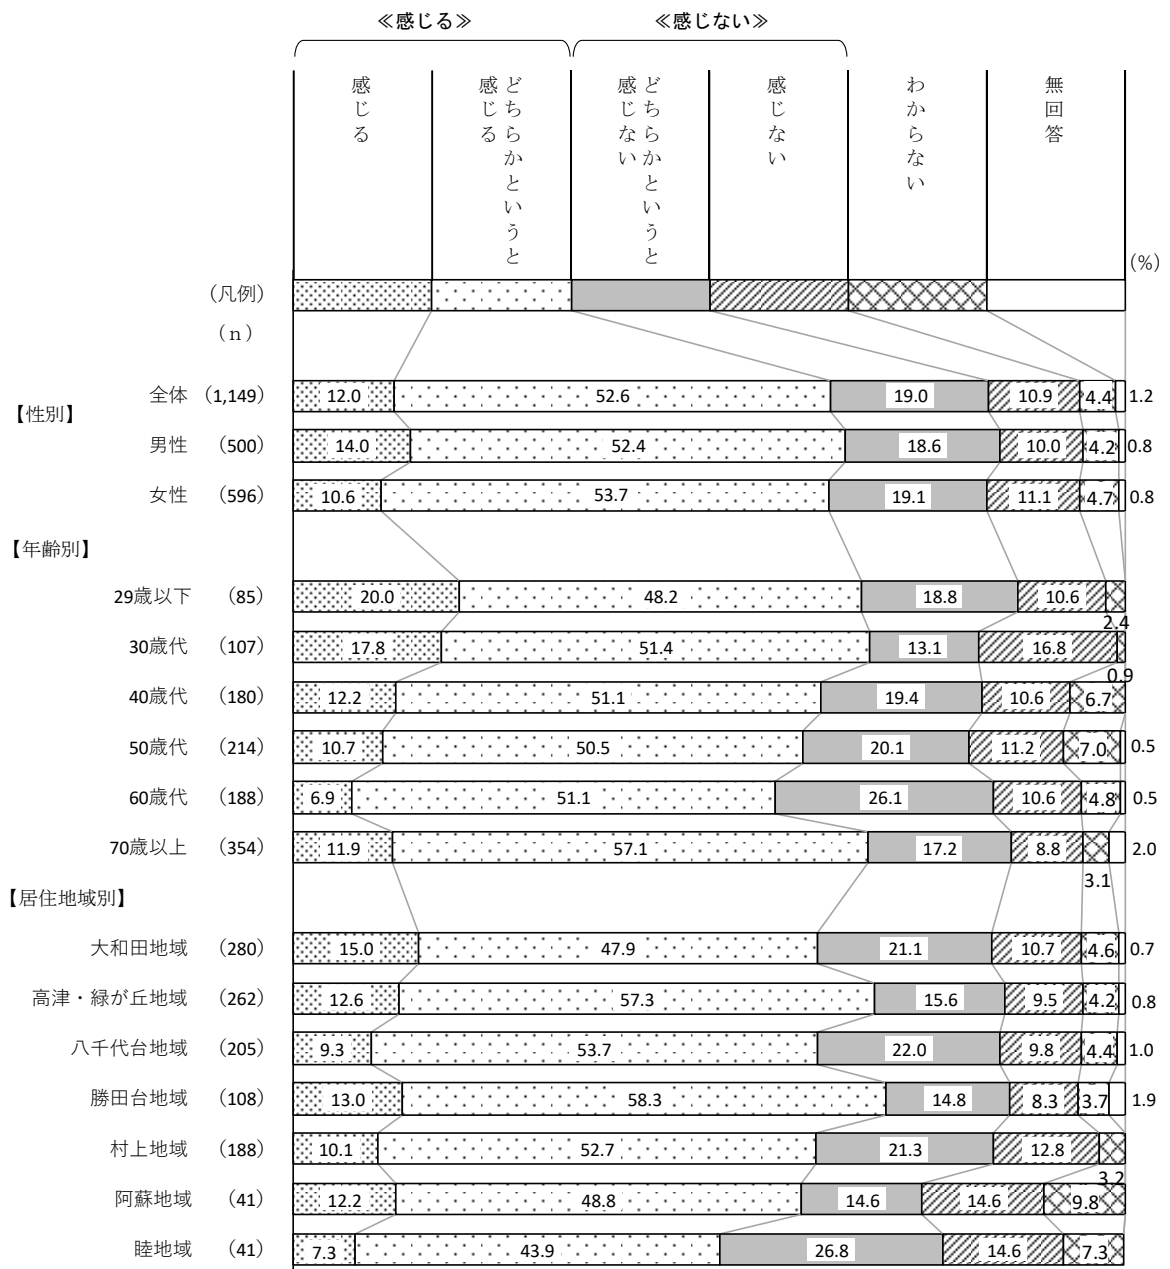 ≪感じる≫ ≪感じない≫
感じる
どちらかというと
感じる
どちらかというと
感じない
感じない
わからない
無回答
(%)
(凡例)
(n)
全体 (1,149) 12.0 52.6 19.0 10.9 4.4 1.2
【性別】
男性 (500) 14.0 52.4 18.6 10.0 4.2 0.8
女性 (596) 10.6 53.7 19.1 11.1 4.7 0.8
【年齢別】
29歳以下 (85) 20.0 48.2 18.8 10.6
2.4
30歳代 (107) 17.8 51.4 13.1 16.8
0.9
40歳代 (180) 12.2 51.1 19.4 10.6 6.7
50歳代 (214) 10.7 50.5 20.1 11.2 7.0 0.5
60歳代 (188) 6.9 51.1 26.1 10.6 4.8 0.5
70歳以上 (354) 11.9 57.1 17.2 8.8 2.0
3.1
【居住地域別】
大和田地域 (280) 15.0 47.9 21.1 10.7 4.6 0.7
高津・緑が丘地域 (262) 12.6 57.3 15.6 9.5 4.2 0.8
八千代台地域 (205) 9.3 53.7 22.0 9.8 4.4 1.0
勝田台地域 (108) 13.0 58.3 14.8 8.3 3.7 1.9
村上地域 (188) 10.1 52.7 21.3 12.8
3.2
阿蘇地域 (41) 12.2 48.8 14.6 14.6 9.8
睦地域 (41) 7.3 43.9 26.8 14.6 7.3